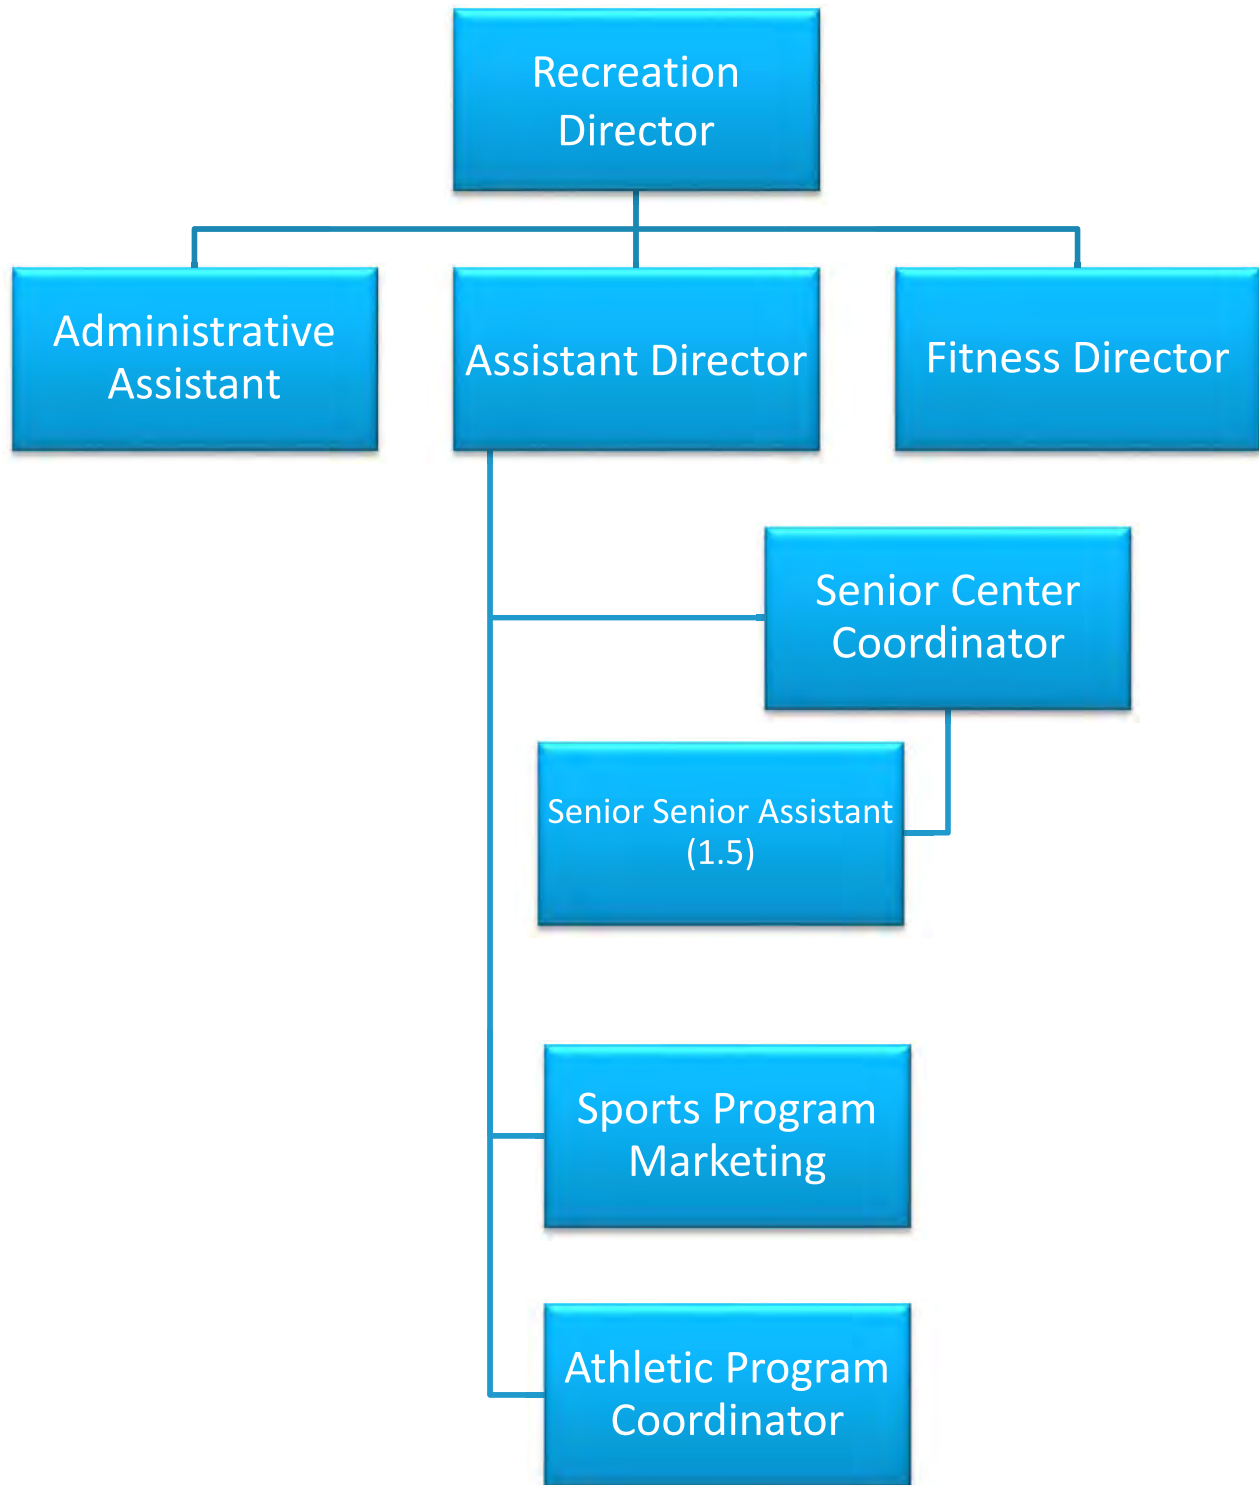 Recreation
Director
Administrative
Assistant
Assistant Director
Fitness Director
Senior Center
Coordinator
Senior Senior Assistant
(1.5)
Sports Program
Marketing
Athletic Program
Coordinator